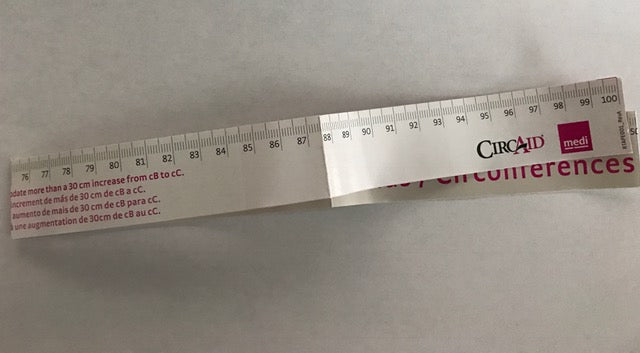 76 77 78 79 80 81 82 83 84 85 86 87 88 89 90 91 92 93 94 95 96 97 98 99 100
more than a 30 cm increase from cB to cC.
de más de 30 cm de cB a cC.
aumento de mais de 30 cm de cB para cC.
une augmentation de 30cm de cB au cC.
CIRCAID®
medi
Circonférences